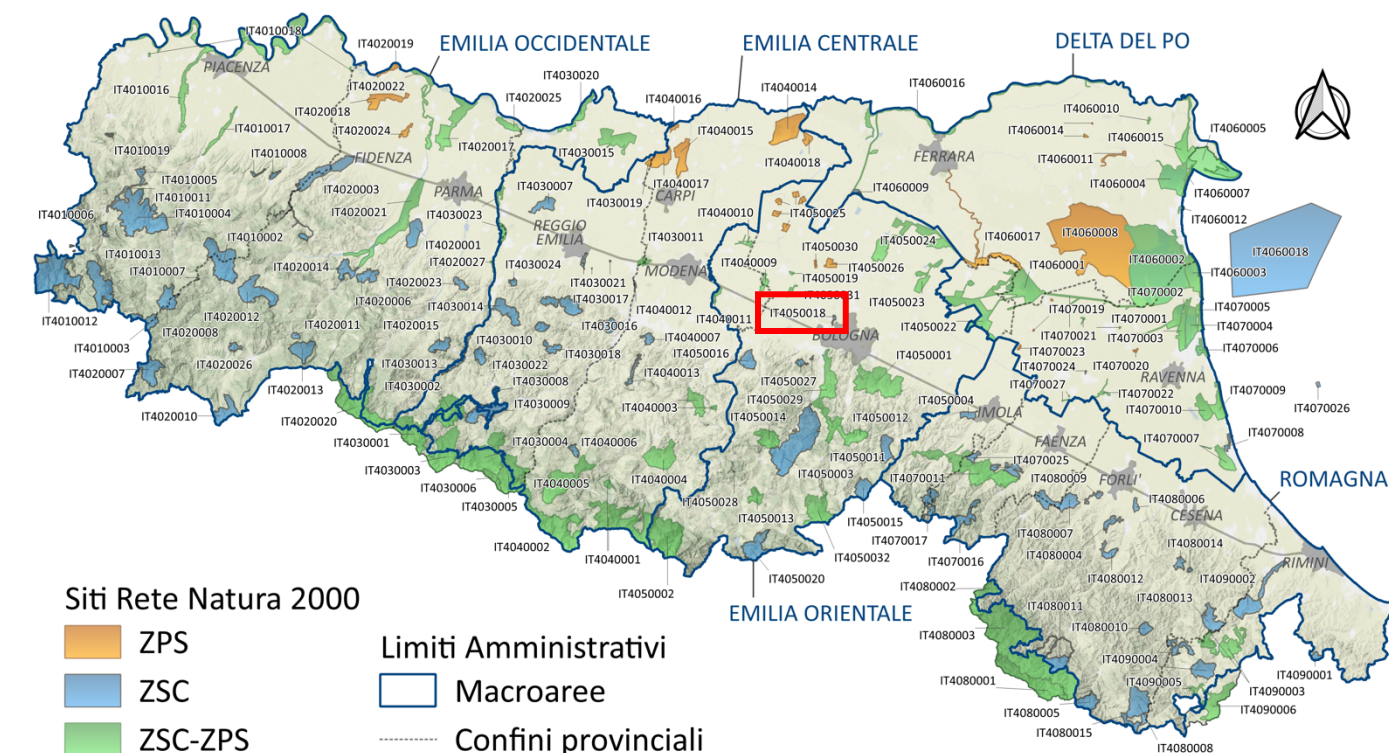 IT4010018
IT4020019
EMILIA OCCIDENTALE
EMILIA CENTRALE
DELTA DEL PO
PIACENZA
IT4010016
IT4020022
IT4030020
IT4020025
IT4040016
IT4040014
IT4060016
IT4020018
IT4020024
IT4010017
IT4010008
IT4010019
FIDENZA
IT4020017
IT4030015
IT4040015
IT4040018
FERRARA
IT4060010
IT4060014
IT4060015
IT4060005
IT4060011
IT4060004
IT4060007
IT4010005
IT4010011
IT4010004
IT4010006
IT4020003
IT4020021
PARMA
IT4030007
IT4030019
IT4040017
CARPI
IT4040010
IT4050025
IT4060009
IT4060012
IT4010002
IT4030023
REGGIO
EMILIA
IT4030011
IT4050030
IT4050024
IT4060017
IT4060008
IT4060018
IT4010013
IT4010007
IT4020014
IT4020001
IT4020027
IT4030024
MODENA
IT4040009
IT4050019
IT4050026
IT4060001
IT4060002
IT4060003
IT4020023
IT4030021
IT4030017
IT4050023
IT4070002
IT4010012
IT4020012
IT4020006
IT4030014
IT4040012
IT4040011
IT4050018
IT4050022
IT4070019
IT4070001
IT4070005
IT4010003
IT4020008
IT4020011
IT4020015
IT4030010
IT4030016
IT4040007
BOLOGNA
IT4070021
IT4070003
IT4070004
IT4020007
IT4020026
IT4030013
IT4030022
IT4030018
IT4050016
IT4050001
IT4070023
IT4070006
IT4020013
IT4030002
IT4030008
IT4040013
IT4050027
IT4070024
IT4070020
RAVENNA
IT4020010
IT4020020
IT4030009
IT4040003
IT4050029
IT4050014
IT4050012
IT4050004
IMOLA
IT4070027
IT4070022
IT4070010
IT4070009
IT4070026
IT4030001
IT4030004
IT4040006
FAENZA
IT4070007
IT4070008
IT4030003
IT4050011
IT4070025
IT4030006
IT4040005
IT4040004
IT4050003
IT4070011
IT4080009
FORLI'
ROMAGNA
IT4030005
IT4050028
IT4050013
IT4050015
IT4080006
CESENA
IT4040002
IT4040001
IT4050032
IT4070017
IT4070016
IT4080007
IT4080004
IT4080014
RIMINI
IT4050002
IT4050020
IT4080012
IT4090002
EMILIA ORIENTALE
IT4080002
IT4080011
IT4080013
IT4080003
IT4080010
IT4090004
IT4090001
IT4080001
IT4090005
IT4090003
IT4080005
IT4090006
IT4080015
IT4080008
Siti Rete Natura 2000
ZPS
ZSC
ZSC-ZPS
Limiti Amministrativi
Macroaree
Confini provinciali